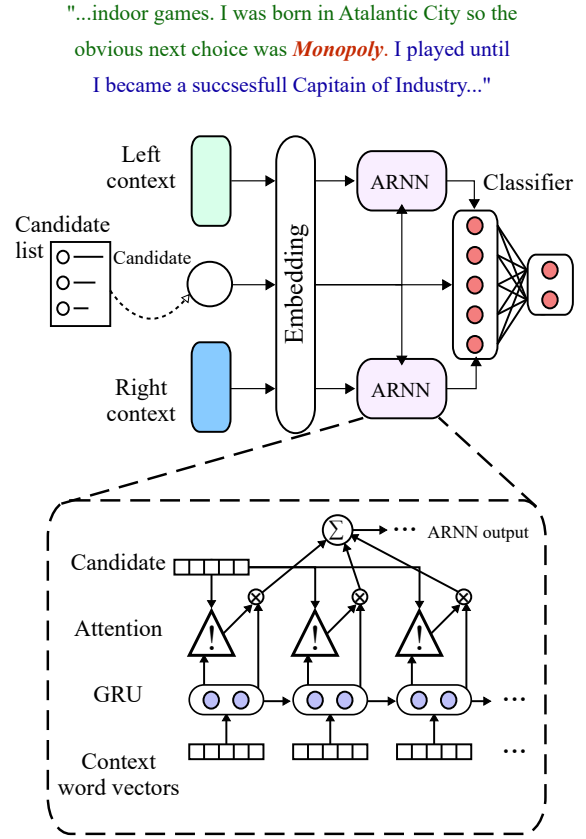 "...indoor games. I was born in Atalantic City so the
obvious next choice was Monopoly. I played until
I became a succsesfull Capitain of Industry..."
Left
context
ARNN
Classifier
Candidate
list
Candidate
Embedding
Right
context
ARNN
Σ
... ARNN output
Candidate
Attention
! ! !
GRU
...
Context
word vectors
...